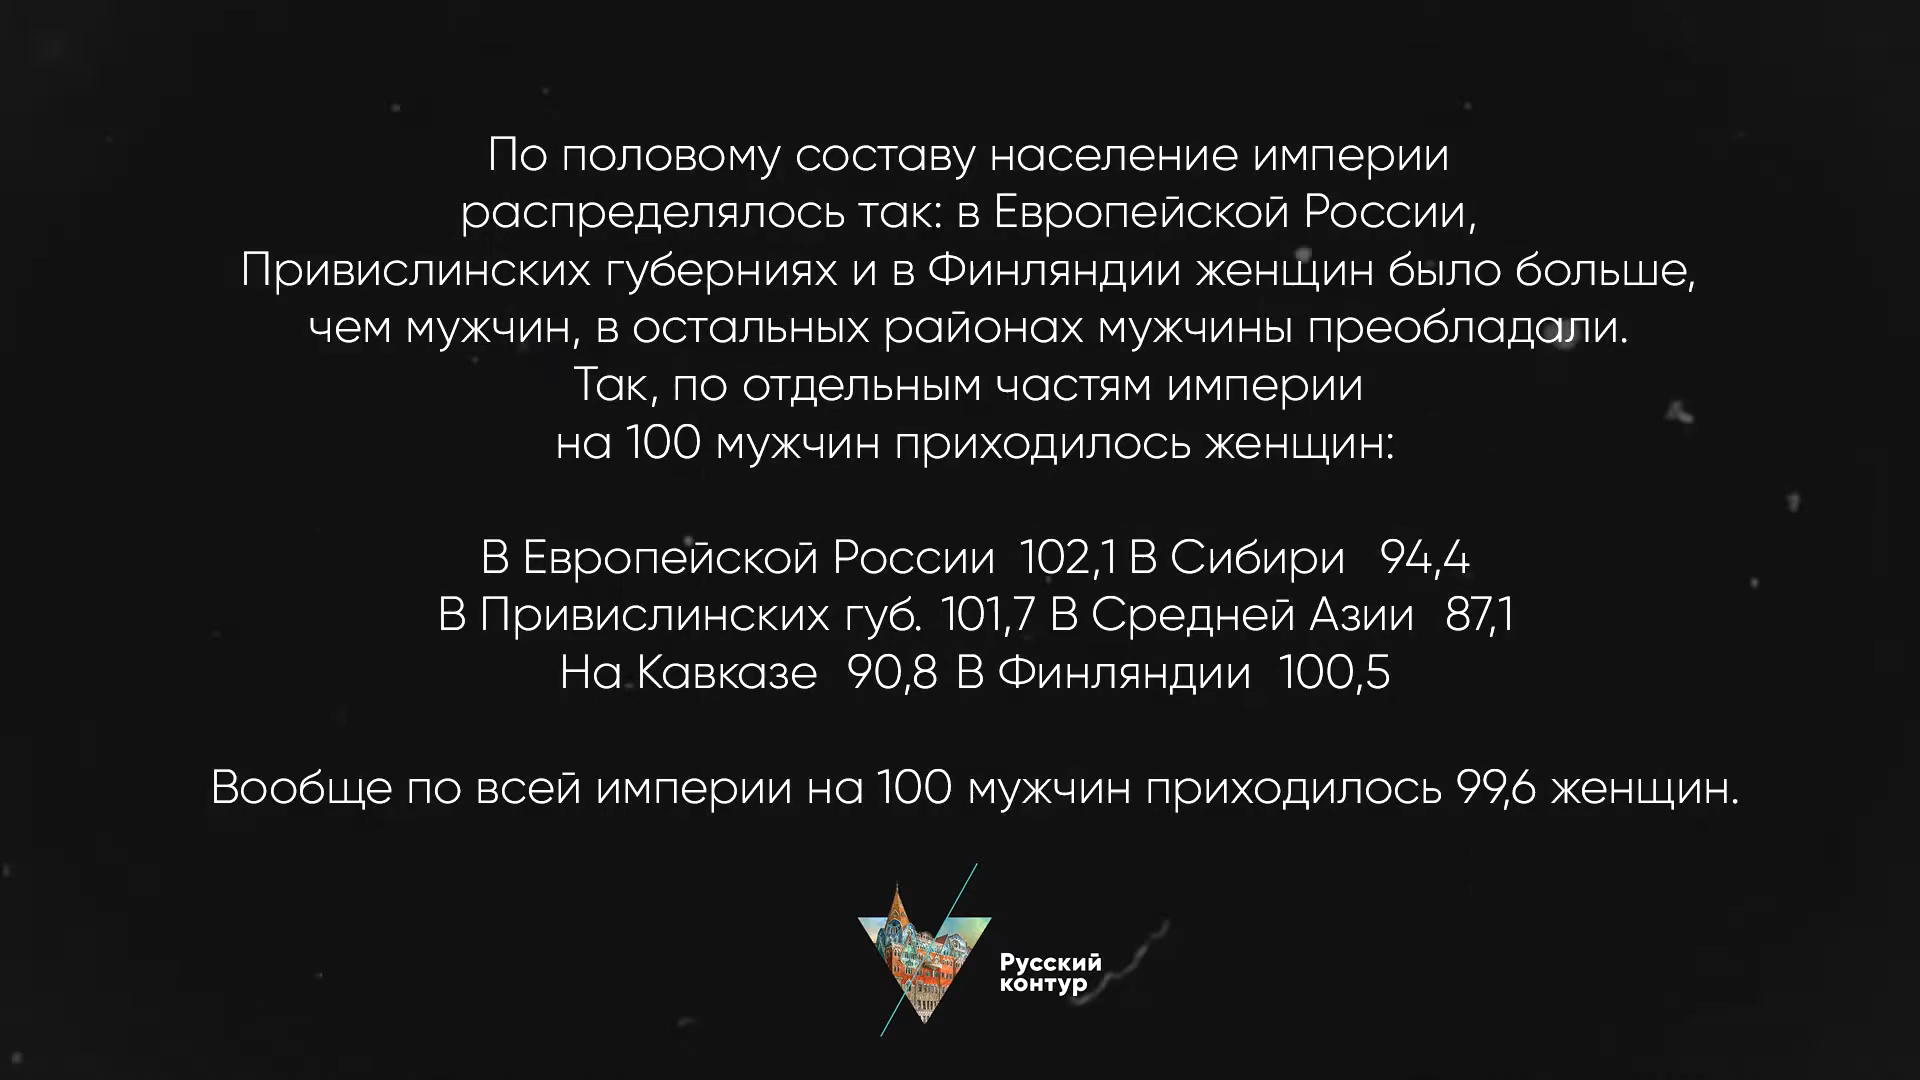 По половому составу население империи
распределялось так: в Европейской России,
Привислинских губерниях и в Финляндии женщин было больше,
чем мужчин, в остальных районах мужчины преобладали.
Так, по отдельным частям империи
на 100 мужчин приходилось женщин:
В Европейской России 102,1 В Сибири 94,4
В Привислинских губ. 101,7 В Средней Азии 87,1
На Кавказе 90,8 В Финляндии 100,5
Вообще по всей империи на 100 мужчин приходилось 99,6 женщин.
Русский
контур